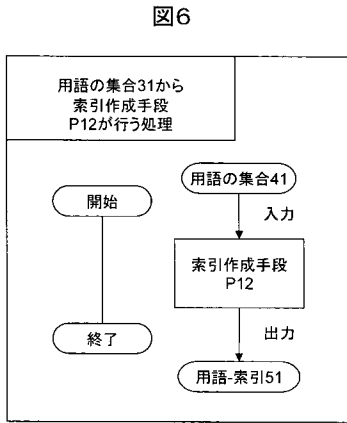 図6
用語の集合31から
索引作成手段
P12が行う処理
開始
終了
用語の集合41
入力
索引作成手段
P12
出力
用語-索引51